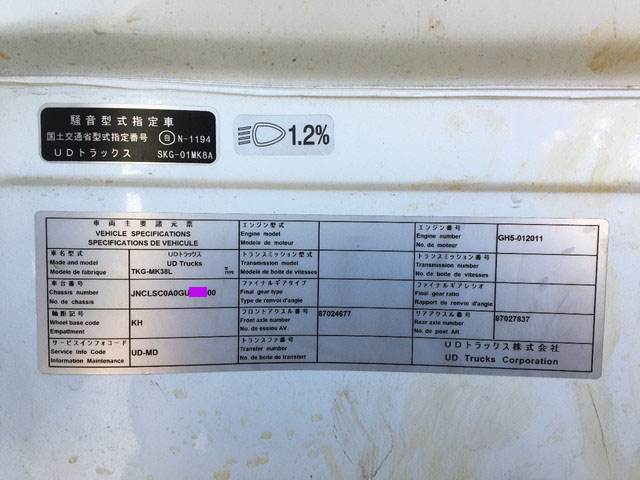 騒音型式指定車
国土交通省型式指定番号 自 N-1194
UDトラックス SKG-01MK8A
1.2%
車両主要諸元票
VEHICLE SPECIFICATIONS
SPECIFICATIONS DE VEHICULE
車名型式 UDトラックス
Made and model UD Trucks
Modele de fabrique TKG-MK38L
車台番号
Chassis number JNCLSC0A0GU 00
No. de chassis
軸距記号
Wheel base code KH
Empattment
サービスインフォコード
Service Info Code UD-MD
Information Maintenance
エンジン型式
Engine model
Modele de moteur
トランスミッション型式
Transmission model
Modele de boite de vitesses
ファイナルギアタイプ
Final gear type
Type de renvoi d'angle
フロントアクスル番号 87024677
Front axle number
No. de essieu AV.
トランスファ番号
Transfer number
No. de boite de transfert
エンジン番号
Engine number GH5-012011
No. de moteur
トランスミッション番号
Transmission number
No. de boite de vitesses
ファイナルギアレシオ
Final gear ratio
Rapport de renvoi d'angle
リアアクスル番号 87027837
Rear axle number
No. de post AR.
UDトラックス株式会社
UD Trucks Corporation